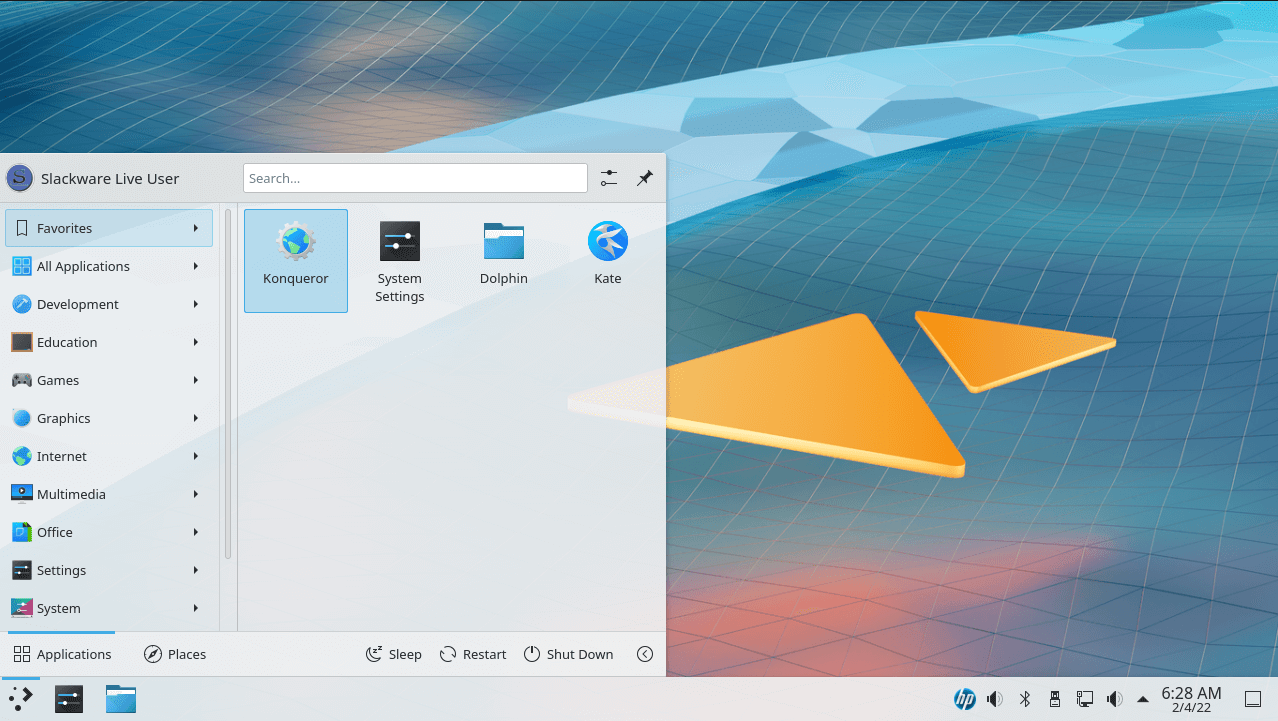 Slackware Live User
Search...
Favorites
All Applications
Development
Education
Games
Graphics
Internet
Multimedia
Office
Settings
System
Konqueror
System
Settings
Dolphin
Kate
Applications
Places
Sleep
Restart
Shut Down
hp
6:28 AM
2/4/22